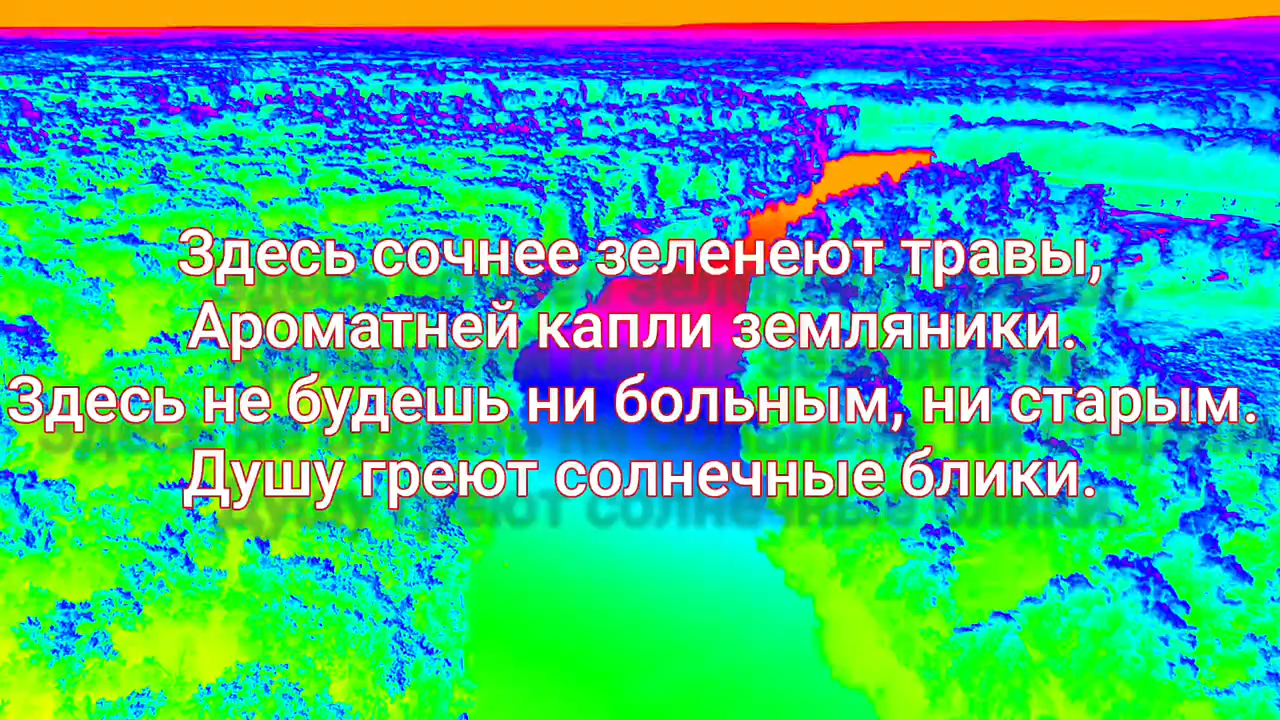 Здесь сочнее зеленеют травы,
Ароматней капли земляники.
Здесь не будешь ни больным, ни старым.
Душу греют солнечные блики.